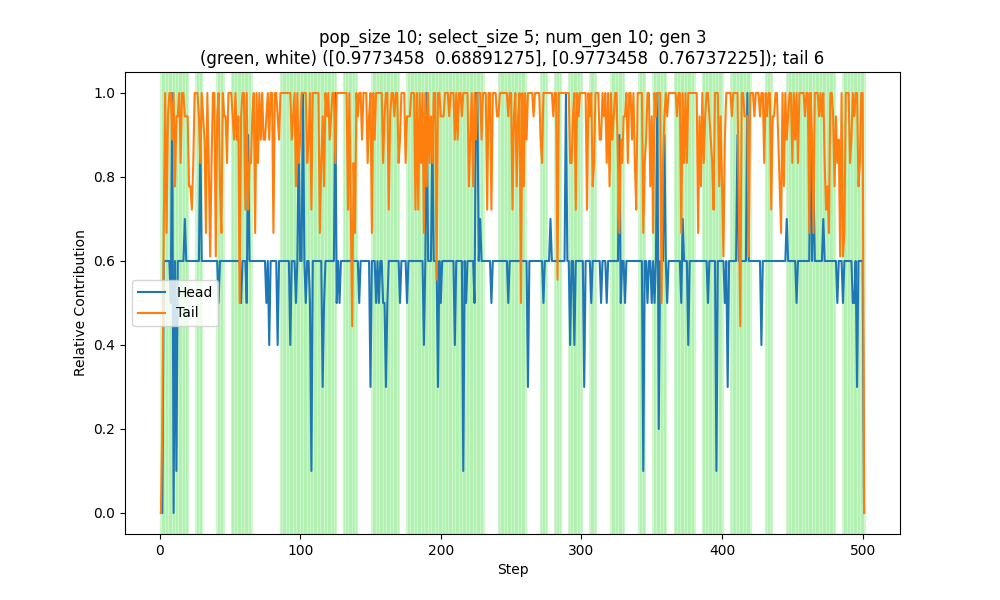 pop_size 10; select_size 5; num_gen 10; gen 3
(green, white) ([0.9773458  0.68891275], [0.9773458  0.76737225]); tail 6
1.0
0.8
0.6
0.4
0.2
0.0
Relative Contribution
Head
Tail
0
100
200
300
400
500
Step